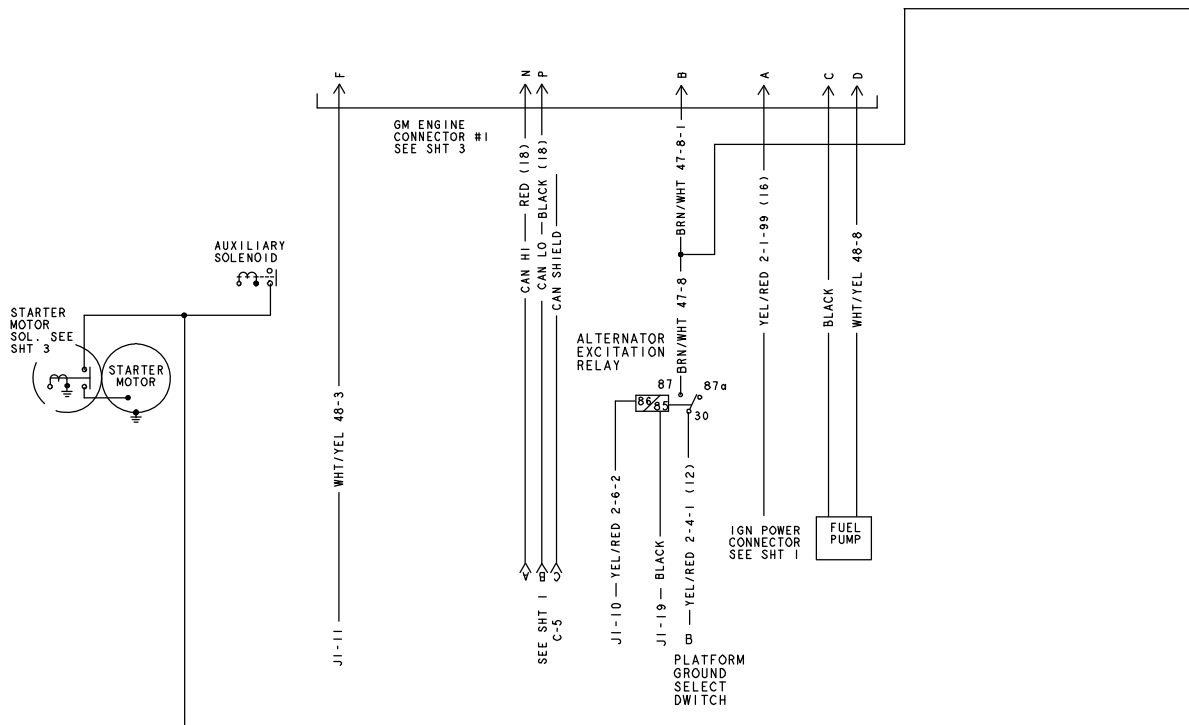 F
N
P
B
A
C
D
GM ENGINE
CONNECTOR #1
SEE SHT 3
CAN HI — RED (18)
CAN LO — BLACK (18)
CAN SHIELD
BRN/WHT 47-8-1
BRN/WHT 47-8
YEL/RED 2-1-99 (16)
BLACK
WHT/YEL 48-8
AUXILIARY
SOLENOID
STARTER
MOTOR
SOL. SEE
SHT 3
STARTER
MOTOR
WHT/YEL 48-3
J1-11
ALTERNATOR
EXCITATION
RELAY
87
87a
86
85
30
J1-10 — YEL/RED 2-6-2
J1-19 — BLACK
YEL/RED 2-4-1 (12)
B
PLATFORM
GROUND
SELECT
DWITCH
A
B
C
SEE SHT 1
C-5
IGN POWER
CONNECTOR
SEE SHT 1
FUEL
PUMP